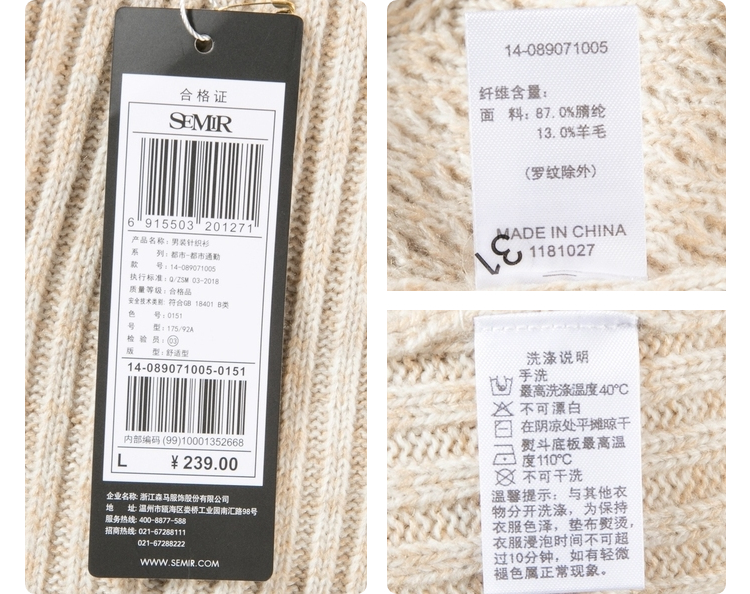 合格证
SEMIR
6 915503 201271
产品名称: 男装针织衫
系 列: 都市-都市通勤
款 号: 14-089071005
执行标准: Q/ZSM 03-2018
质量等级: 合格品
安全技术类别: 符合GB 18401 B类
色 号: 0151
号 型: 175/92A
检 验 员: 03
版 型: 舒适型
14-089071005-0151
内部编码 (99)10001352668
L ¥239.00
企业名称: 浙江森马服饰股份有限公司
地 址: 温州市瓯海区娄桥工业园南汇路98号
服务热线: 400-8877-588
招商热线: 021-67288111
021-67288222
WWW.SEMIR.COM
14-089071005
纤维含量:
面 料: 87.0%腈纶
13.0%羊毛
(罗纹除外)
MADE IN CHINA
1181027
31
洗涤说明
手洗
最高洗涤温度40℃
不可漂白
在阴凉处平摊晾干
熨斗底板最高温
度110℃
不可干洗
温馨提示: 与其他衣
物分开洗涤, 为保持
衣服色泽, 垫布熨烫,
衣服浸泡时间不可超
过10分钟, 如有轻微
褪色属正常现象。